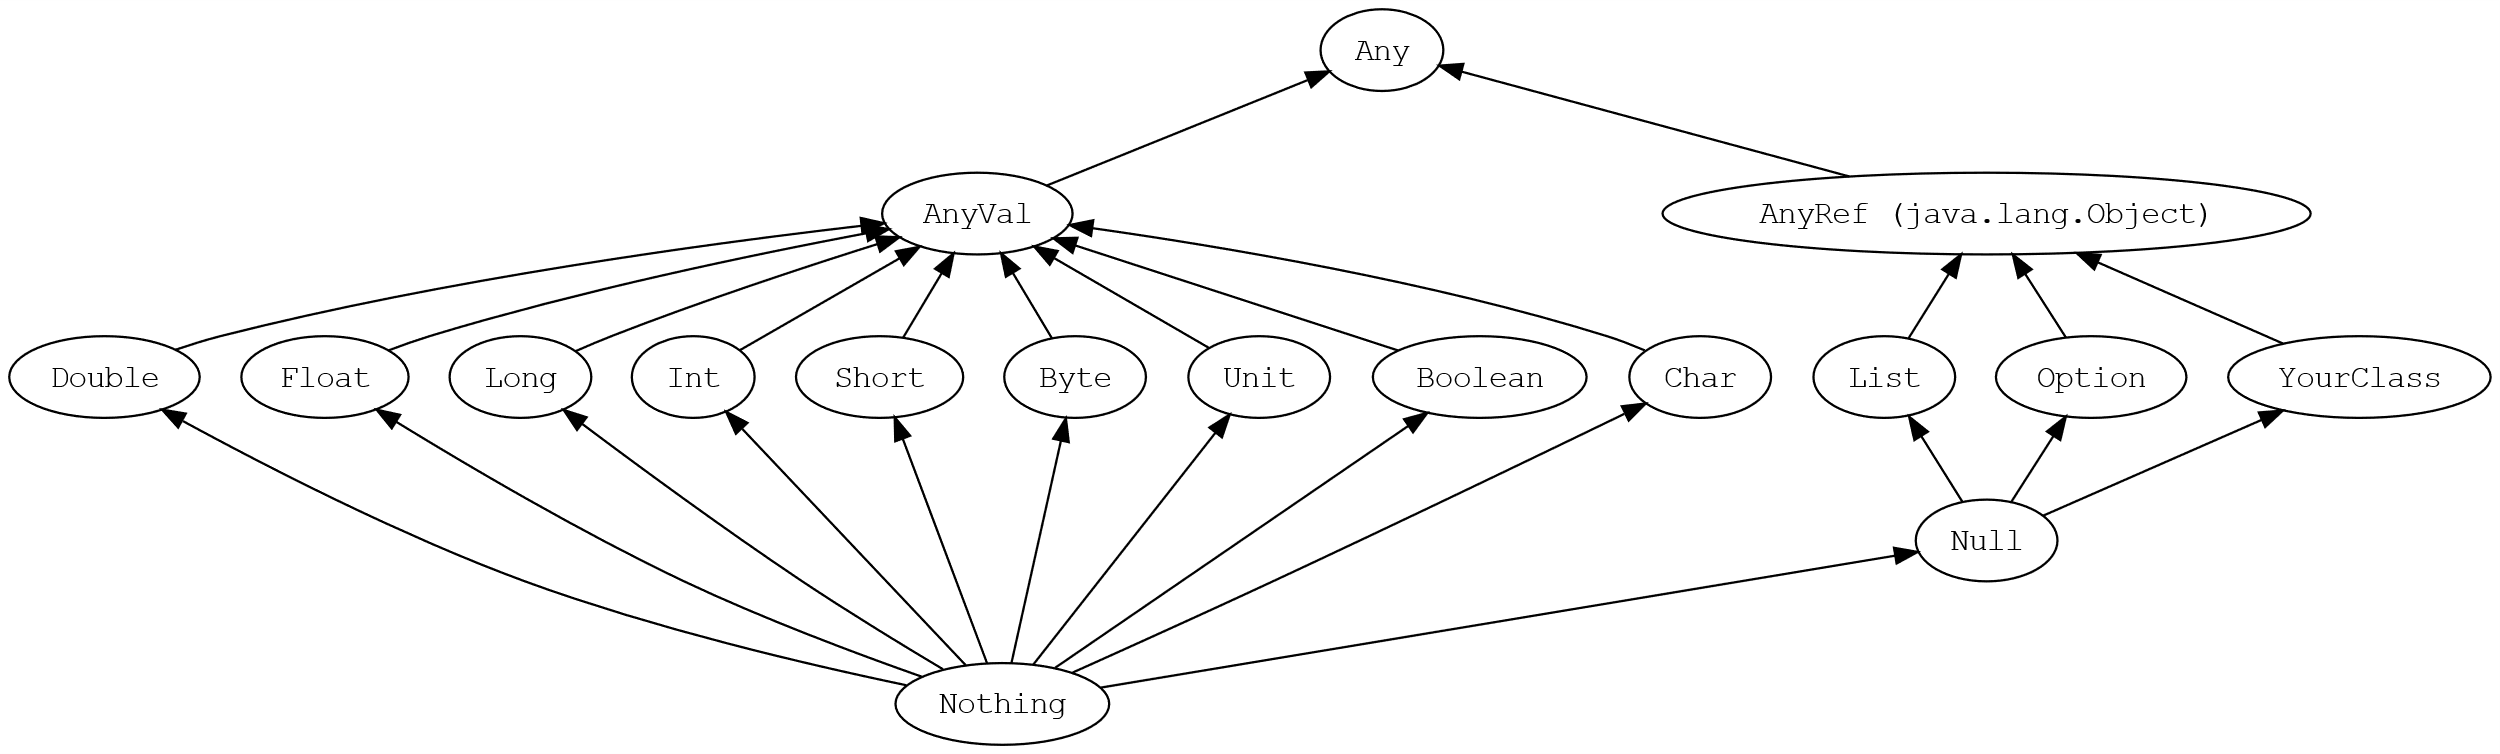 Any
AnyVal
AnyRef (java.lang.Object)
Double
Float
Long
Int
Short
Byte
Unit
Boolean
Char
List
Option
YourClass
Null
Nothing